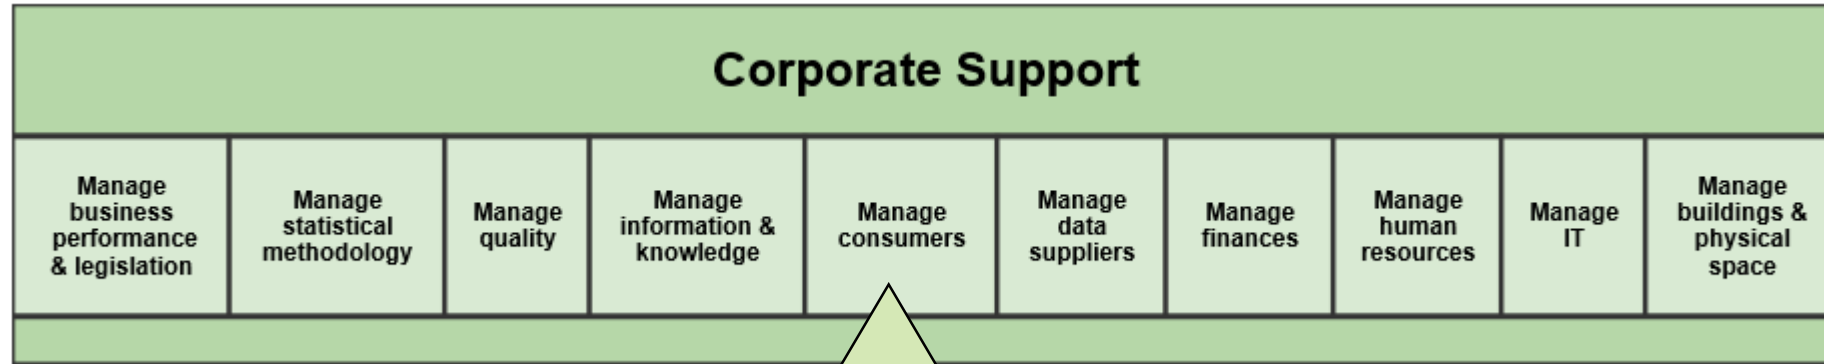 Corporate Support
Manage
business
performance
& legislation
Manage
statistical
methodology
Manage
quality
Manage
information &
knowledge
Manage
consumers
Manage
data
suppliers
Manage
finances
Manage
human
resources
Manage
IT
Manage
buildings &
physical
space